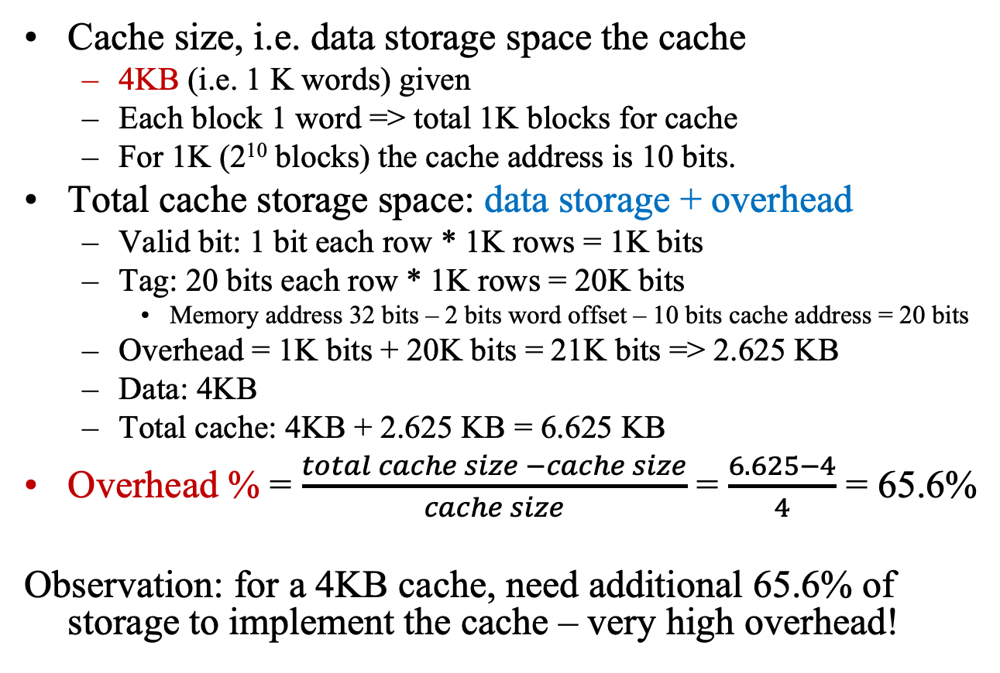 • Cache size, i.e. data storage space the cache
– 4KB (i.e. 1 K words) given
– Each block 1 word => total 1K blocks for cache
– For 1K (2¹⁰ blocks) the cache address is 10 bits.
• Total cache storage space: data storage + overhead
– Valid bit: 1 bit each row * 1K rows = 1K bits
– Tag: 20 bits each row * 1K rows = 20K bits
• Memory address 32 bits – 2 bits word offset – 10 bits cache address = 20 bits
– Overhead = 1K bits + 20K bits = 21K bits => 2.625 KB
– Data: 4KB
– Total cache: 4KB + 2.625 KB = 6.625 KB
• Overhead % = (total cache size −cache size)/(cache size) = (6.625−4)/4 = 65.6%
Observation: for a 4KB cache, need additional 65.6% of
storage to implement the cache – very high overhead!